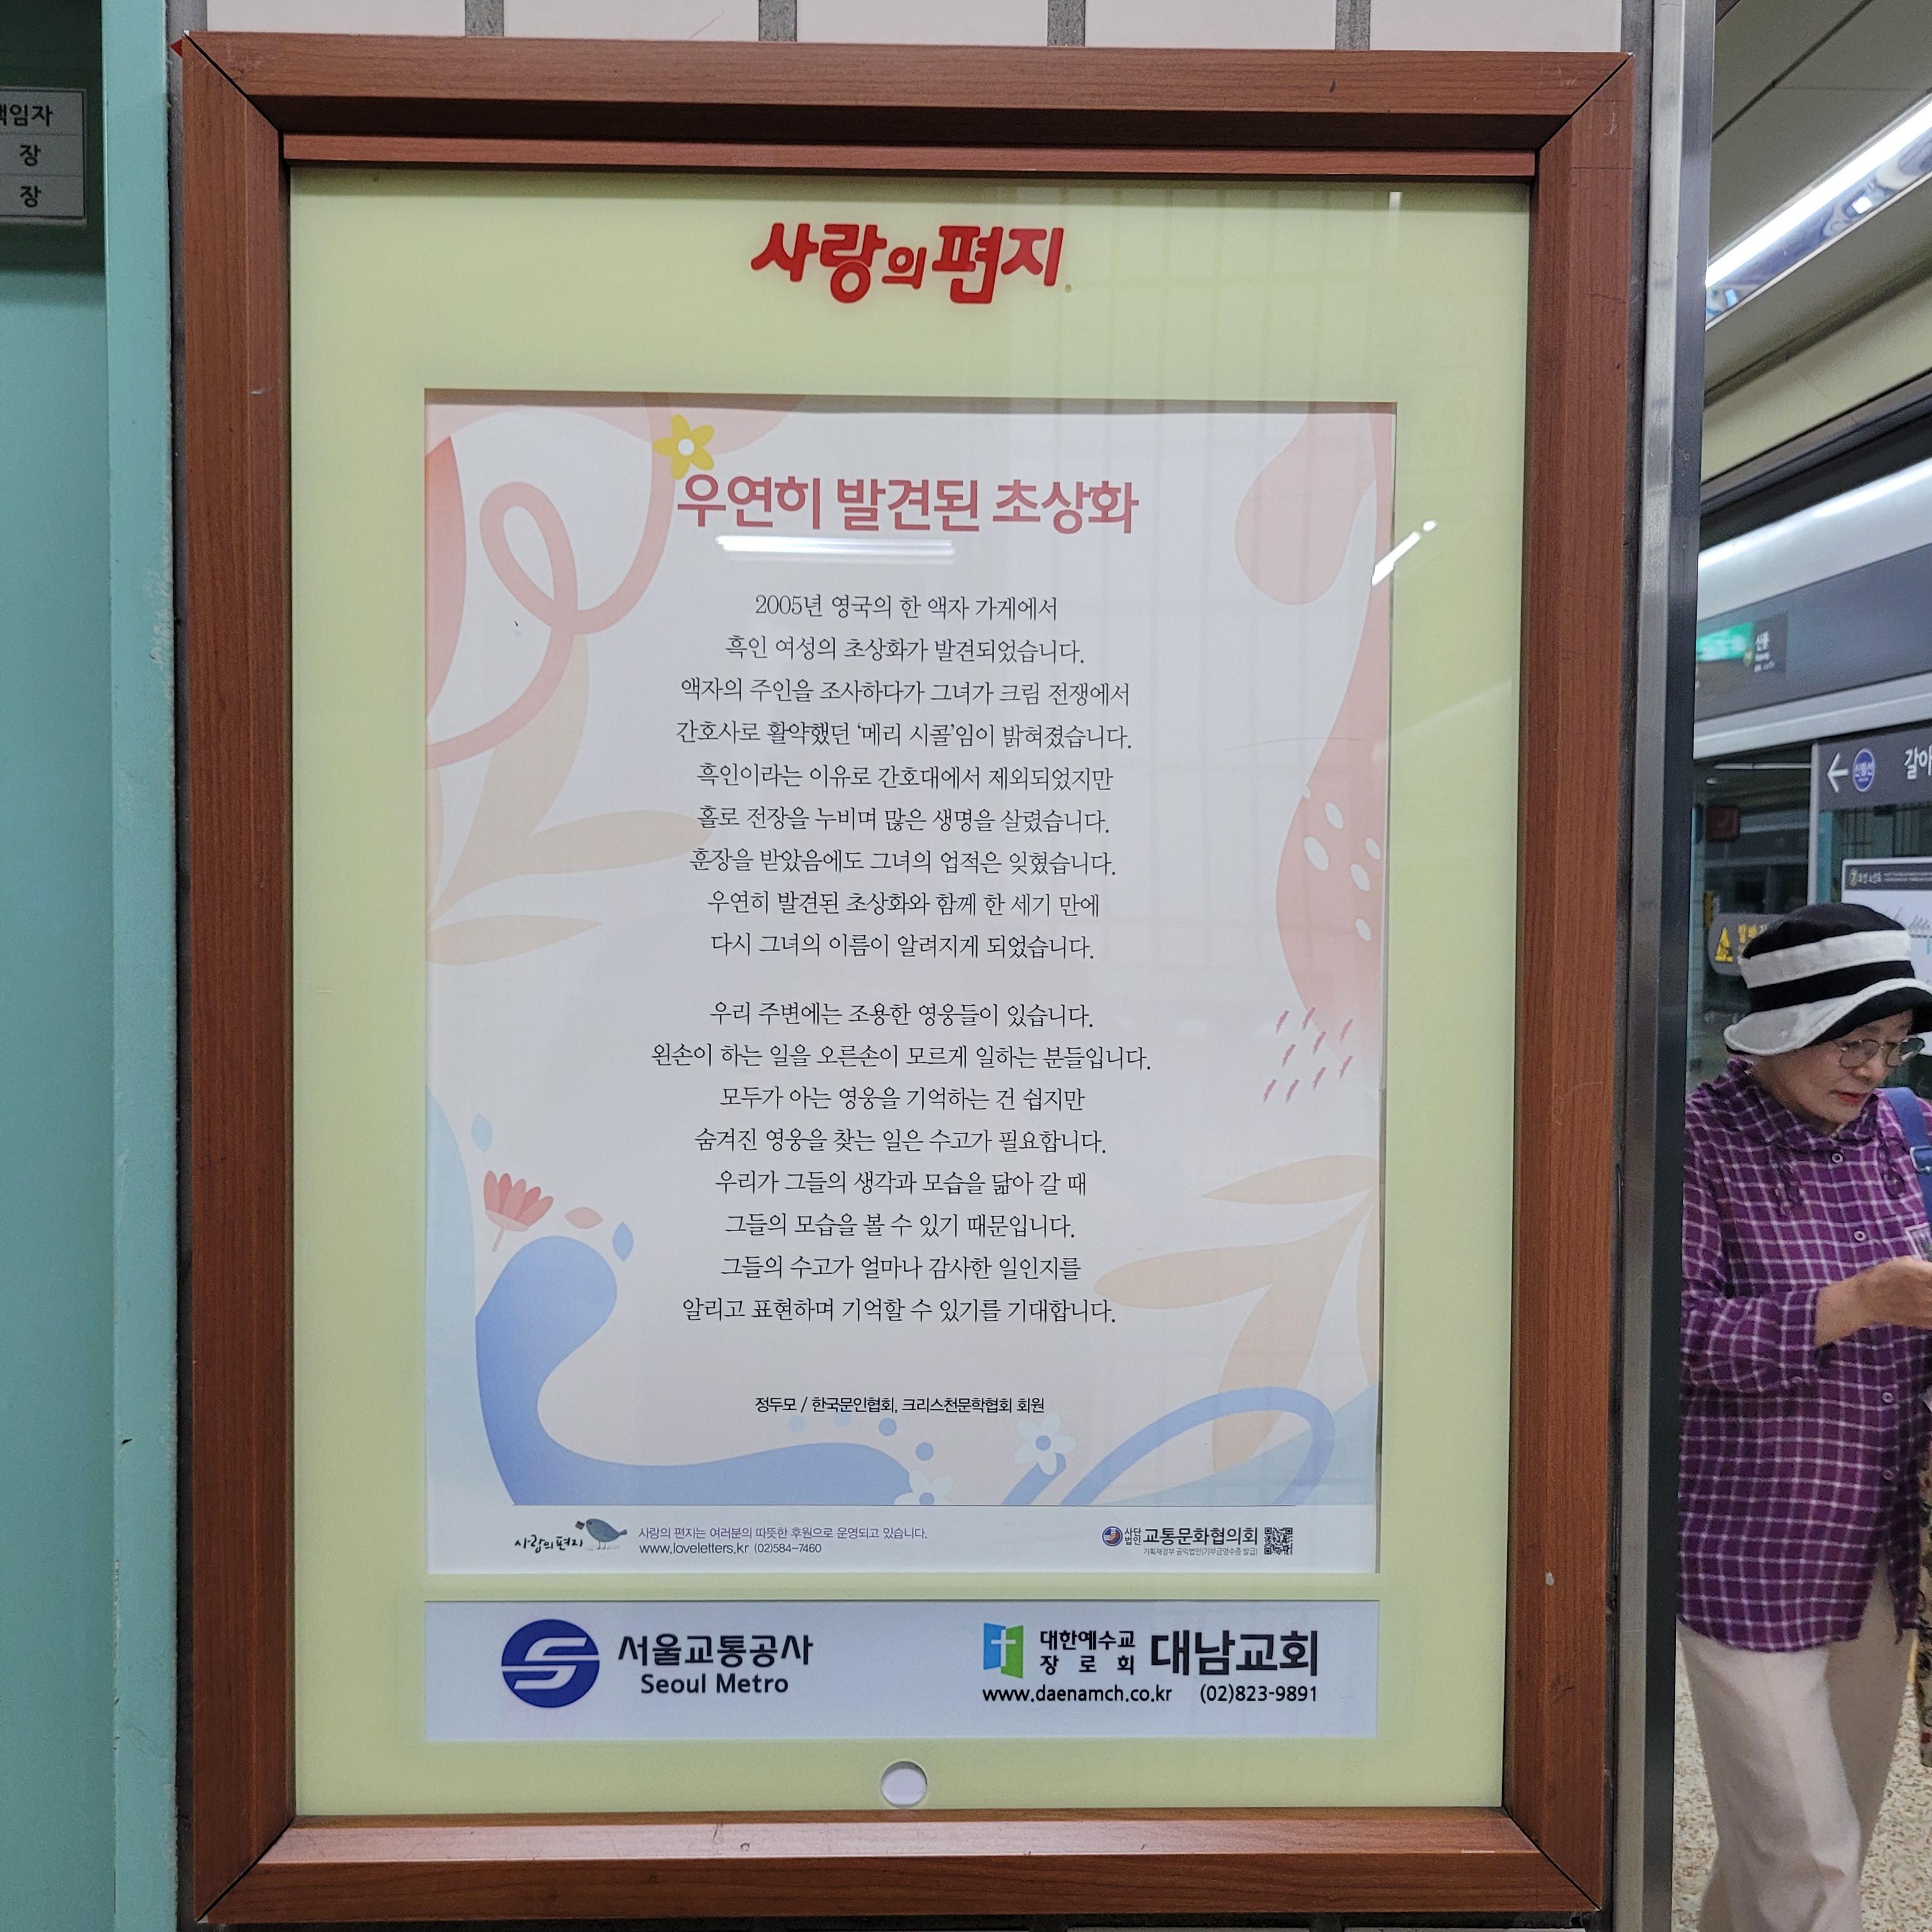 책임자
장
장
사랑의 편지
우연히 발견된 초상화
2005년 영국의 한 액자 가게에서
흑인 여성의 초상화가 발견되었습니다.
액자의 주인을 조사하다가 그녀가 크림 전쟁에서
간호사로 활약했던 ‘메리 시콜’임이 밝혀졌습니다.
흑인이라는 이유로 간호대에서 제외되었지만
홀로 전장을 누비며 많은 생명을 살렸습니다.
훈장을 받았음에도 그녀의 업적은 잊혔습니다.
우연히 발견된 초상화와 함께 한 세기 만에
다시 그녀의 이름이 알려지게 되었습니다.
우리 주변에는 조용한 영웅들이 있습니다.
왼손이 하는 일을 오른손이 모르게 일하는 분들입니다.
모두가 아는 영웅을 기억하는 건 쉽지만
숨겨진 영웅을 찾는 일은 수고가 필요합니다.
우리가 그들의 생각과 모습을 닮아 갈 때
그들의 모습을 볼 수 있기 때문입니다.
그들의 수고가 얼마나 감사한 일인지를
알리고 표현하며 기억할 수 있기를 기대합니다.
정두모 / 한국문인협회, 크리스천문학협회 회원
사랑의 편지
사랑의 편지는 여러분의 따뜻한 후원으로 운영되고 있습니다.
www.loveletters.kr (02)584-7460
사단법인 교통문화협의회
기획재정부 공익법인(기부금영수증 발급)
서울교통공사
Seoul Metro
대한예수교
장로회 대남교회
www.daenamch.co.kr (02)823-9891
신림선
갈아